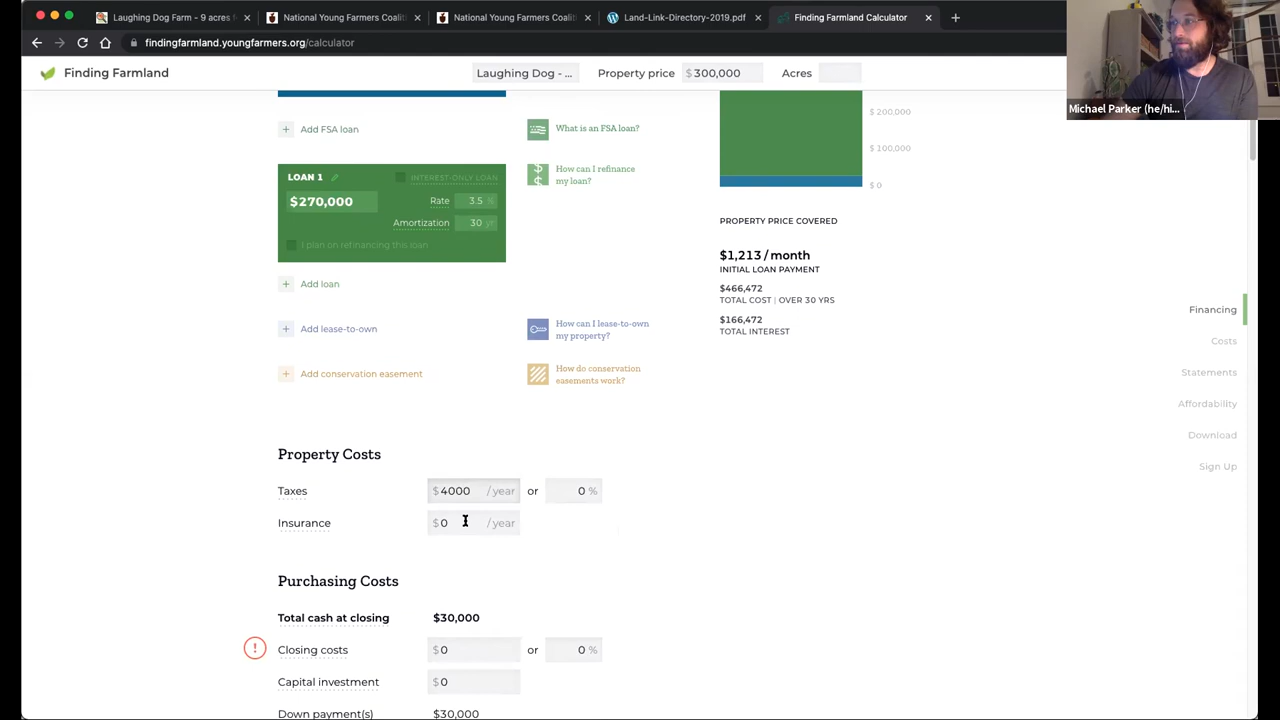 Laughing Dog Farm - 9 acres f
National Young Farmers Coalit
National Young Farmers Coalit
Land-Link-Directory-2019.pdf
Finding Farmland Calculator
findingfarmland.youngfarmers.org/calculator
Michael Parker (he/hi...
Finding Farmland
Laughing Dog - ...
Property price
$ 300,000
Acres
+ Add FSA loan
What is an FSA loan?
LOAN 1
INTEREST-ONLY LOAN
$270,000
Rate
3.5 %
Amortization
30 yr
I plan on refinancing this loan
How can I refinance
my loan?
+ Add loan
+ Add lease-to-own
How can I lease-to-own
my property?
+ Add conservation easement
How do conservation
easements work?
$ 200,000
$ 100,000
$ 0
PROPERTY PRICE COVERED
$1,213 / month
INITIAL LOAN PAYMENT
$466,472
TOTAL COST | OVER 30 YRS
$166,472
TOTAL INTEREST
Financing
Costs
Statements
Affordability
Download
Sign Up
Property Costs
Taxes
$ 4000 / year or 0 %
Insurance
$ 0 / year
Purchasing Costs
Total cash at closing $30,000
! Closing costs $ 0 or 0 %
Capital investment $ 0
Down payment(s) $30,000